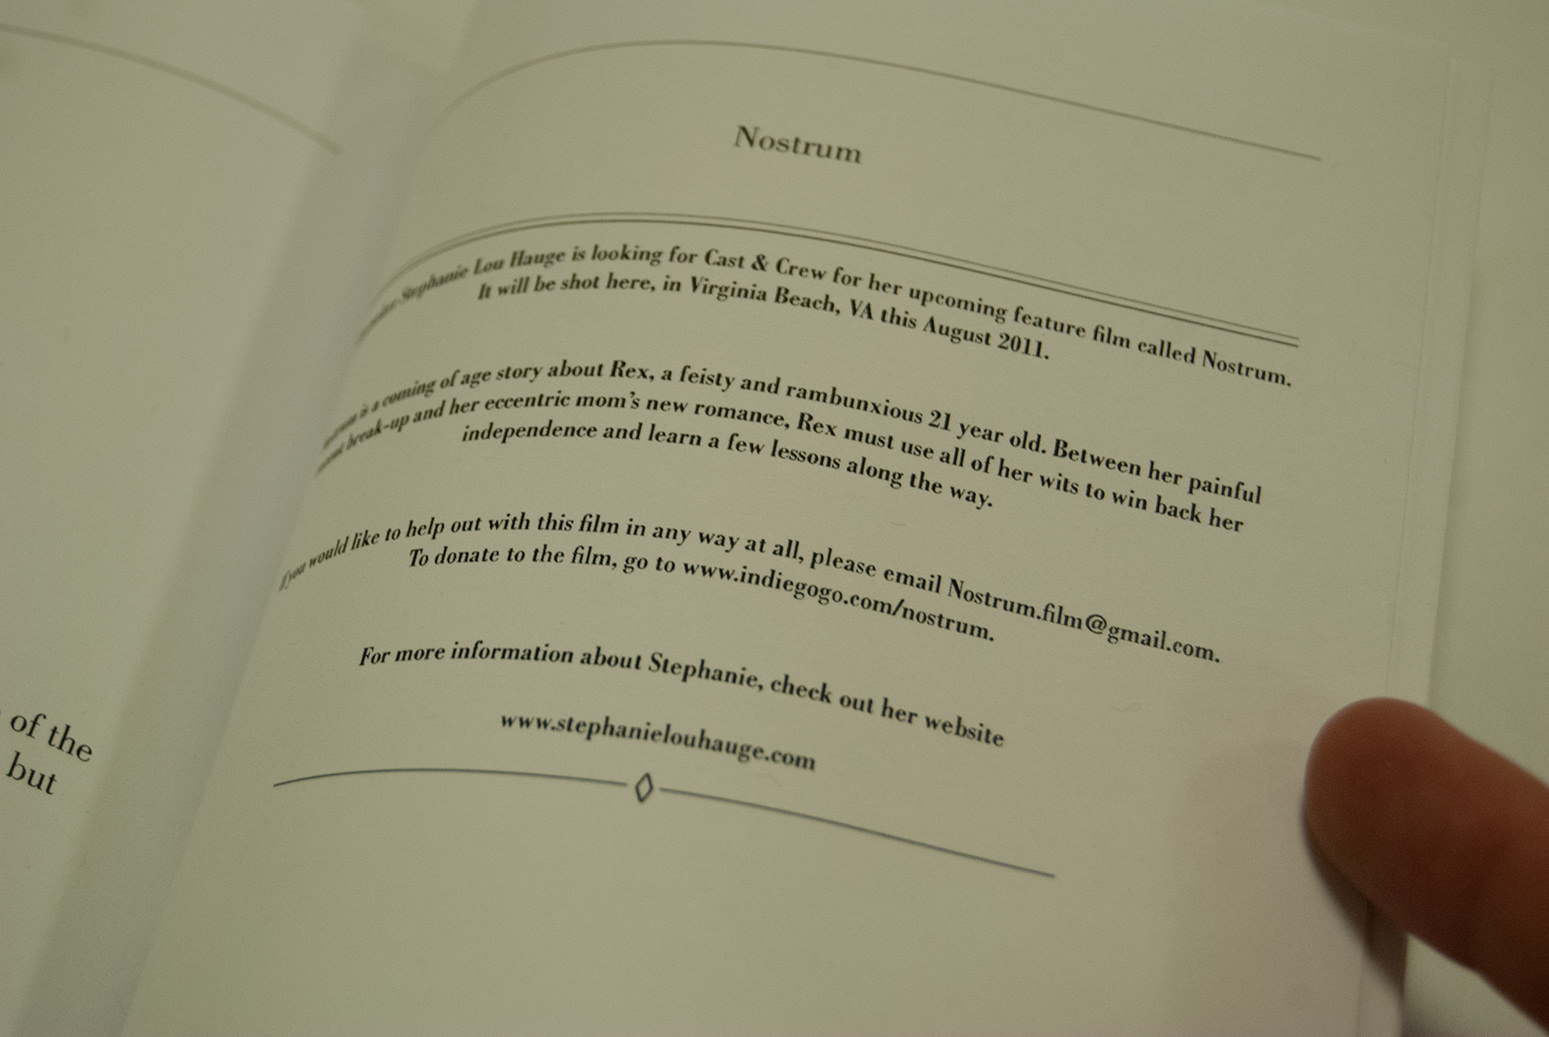 of the
but
Nostrum
Stephanie Lou Hauge is looking for Cast & Crew for her upcoming feature film called Nostrum.
It will be shot here, in Virginia Beach, VA this August 2011.
is a coming of age story about Rex, a feisty and rambunxious 21 year old. Between her painful
break-up and her eccentric mom's new romance, Rex must use all of her wits to win back her
independence and learn a few lessons along the way.
If you would like to help out with this film in any way at all, please email Nostrum.film@gmail.com.
To donate to the film, go to www.indiegogo.com/nostrum.
For more information about Stephanie, check out her website
www.stephanielouhauge.com